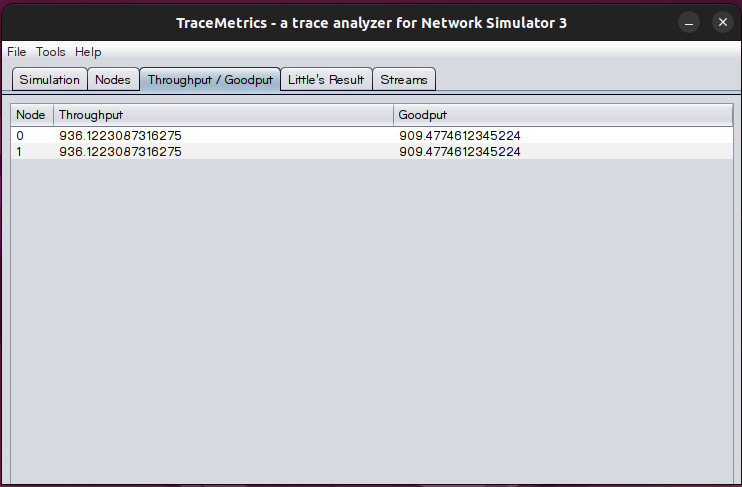 TraceMetrics - a trace analyzer for Network Simulator 3
File Tools Help
Simulation Nodes Throughput / Goodput Little's Result Streams
Node Throughput Goodput
0 936.1223087316275 909.4774612345224
1 936.1223087316275 909.4774612345224